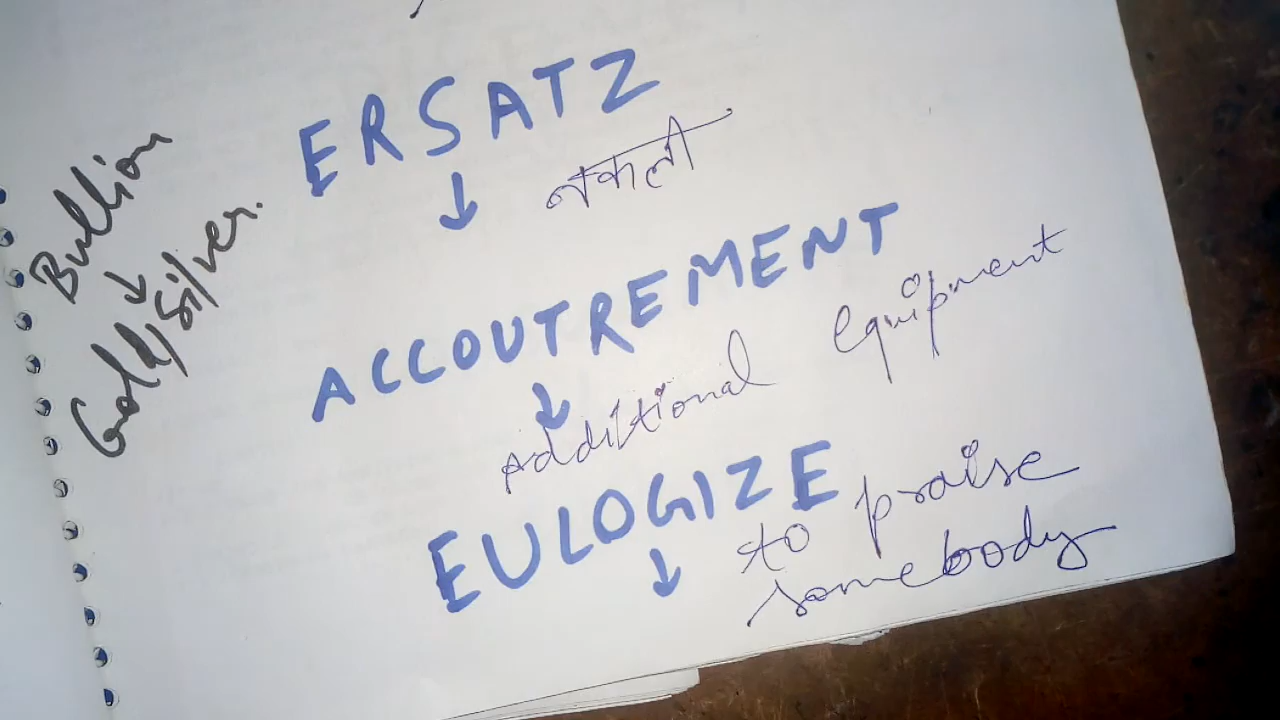 ERSATZ
↓ नकली
ACCOUTREMENT
↓
Additional Equipment
EULOGIZE
↓ to praise
somebody
Bullion
↓
Gold/Silver.